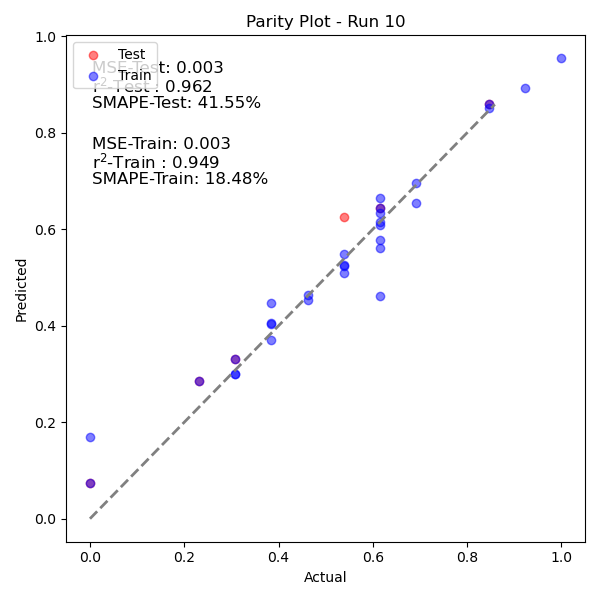 Parity Plot - Run 10
Test
Train
MSE-Test: 0.003
r²-Test : 0.962
SMAPE-Test: 41.55%
MSE-Train: 0.003
r²-Train : 0.949
SMAPE-Train: 18.48%
1.0
0.8
0.6
0.4
0.2
0.0
Predicted
0.0 0.2 0.4 0.6 0.8 1.0
Actual